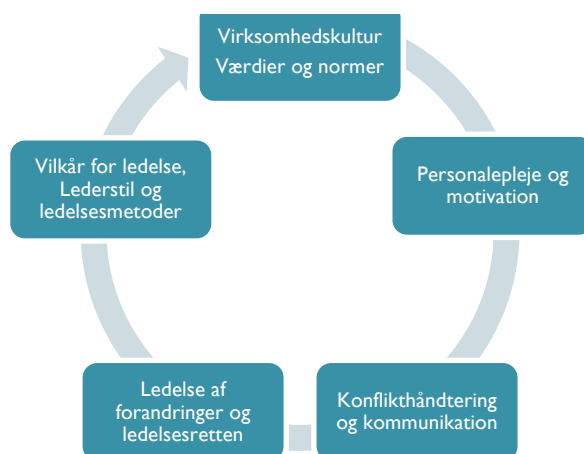 Virksomhedskultur
Værdier og normer
Personalepleje og
motivation
Konflikthåndtering
og kommunikation
Ledelse af
forandringer og
ledelsesretten
Vilkår for ledelse,
Lederstil og
ledelsesmetoder